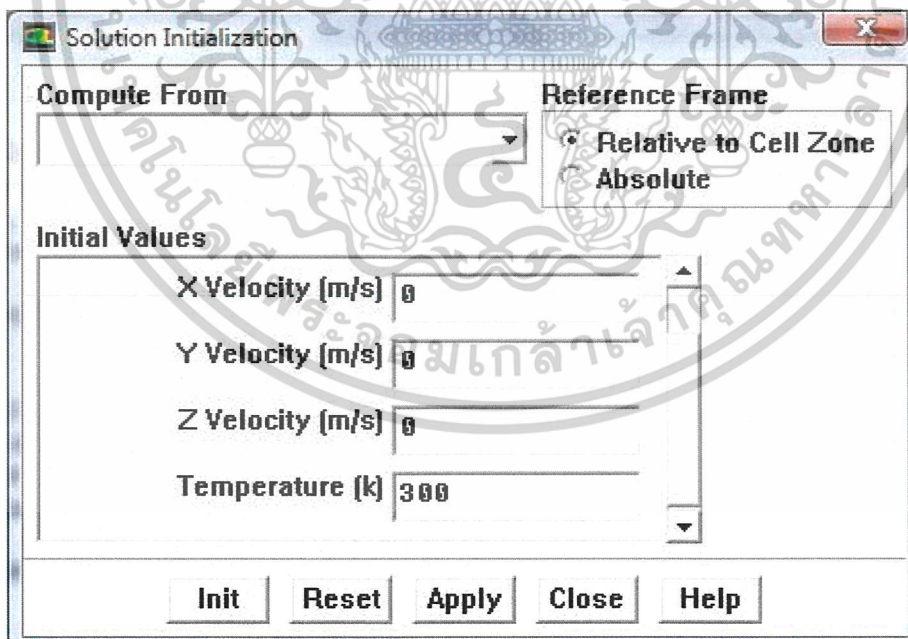 Solution Initialization
Compute From
Reference Frame
Relative to Cell Zone
Absolute
Initial Values
X Velocity (m/s) 0
Y Velocity (m/s) 0
Z Velocity (m/s) 0
Temperature (k) 300
Init Reset Apply Close Help